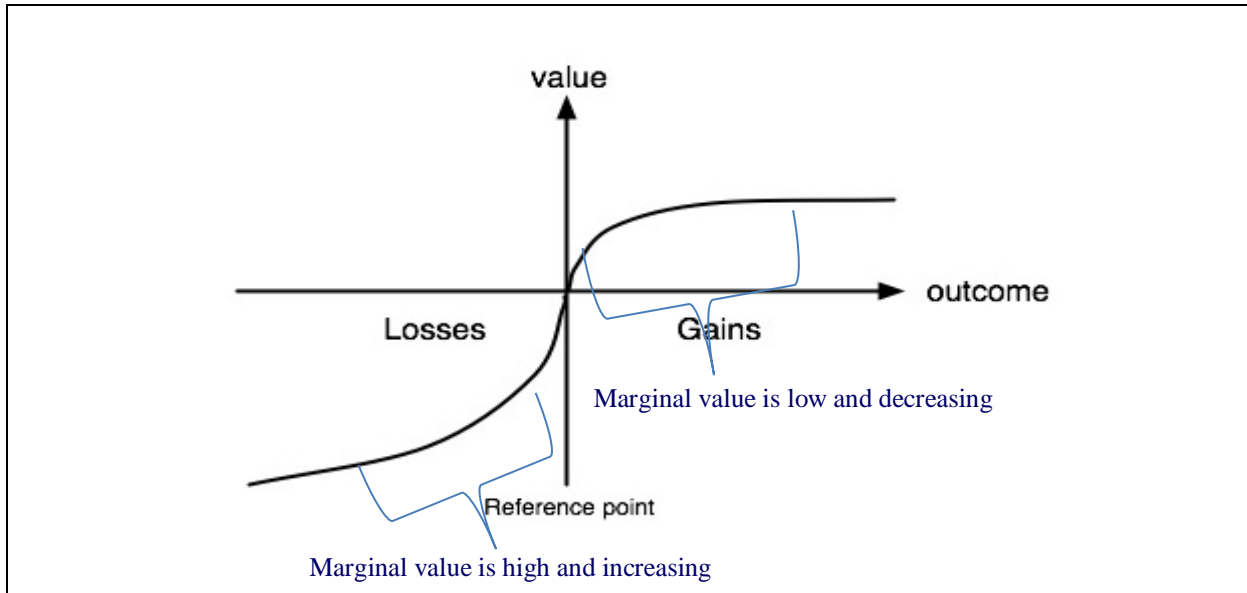 value
outcome
Losses
Gains
Marginal value is low and decreasing
Reference point
Marginal value is high and increasing